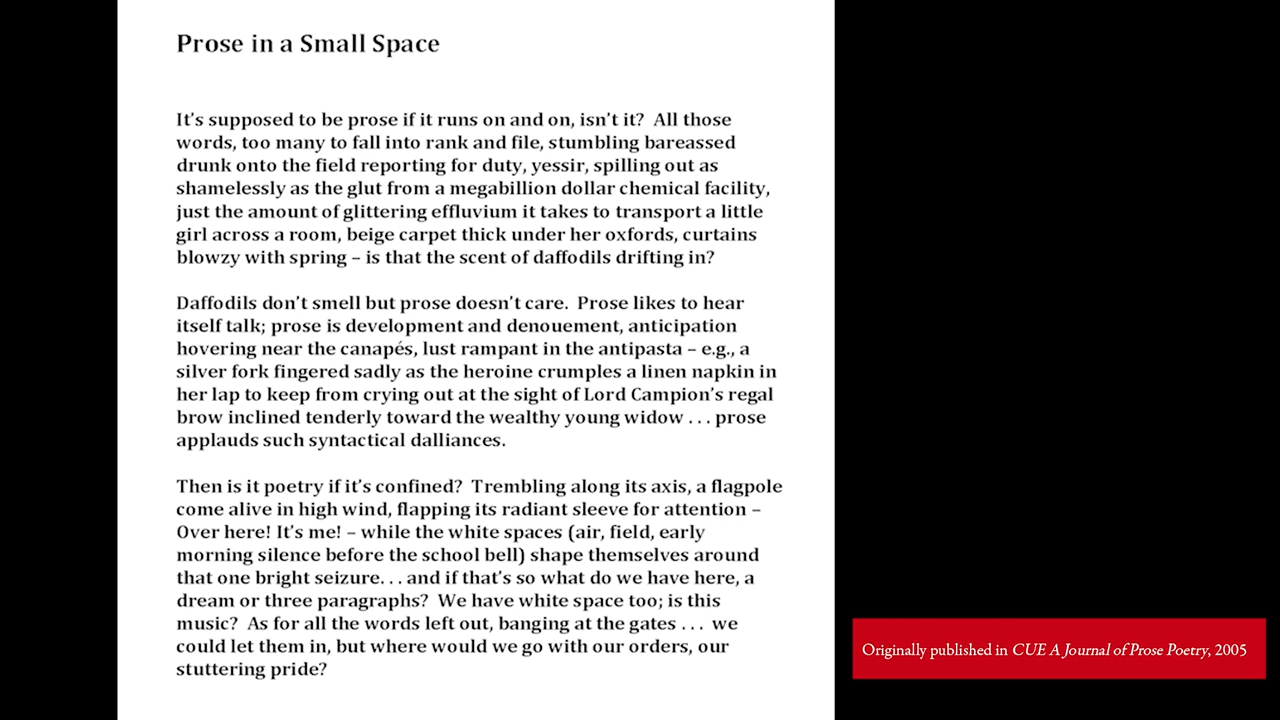 Prose in a Small Space
It's supposed to be prose if it runs on and on, isn't it?  All those
words, too many to fall into rank and file, stumbling bareassed
drunk onto the field reporting for duty, yessir, spilling out as
shamelessly as the glut from a megabillion dollar chemical facility,
just the amount of glittering effluvium it takes to transport a little
girl across a room, beige carpet thick under her oxfords, curtains
blowzy with spring – is that the scent of daffodils drifting in?
Daffodils don't smell but prose doesn't care.  Prose likes to hear
itself talk; prose is development and denouement, anticipation
hovering near the canapés, lust rampant in the antipasta – e.g., a
silver fork fingered sadly as the heroine crumples a linen napkin in
her lap to keep from crying out at the sight of Lord Campion's regal
brow inclined tenderly toward the wealthy young widow . . . prose
applauds such syntactical dalliances.
Then is it poetry if it's confined?  Trembling along its axis, a flagpole
come alive in high wind, flapping its radiant sleeve for attention –
Over here! It's me! – while the white spaces (air, field, early
morning silence before the school bell) shape themselves around
that one bright seizure. . . and if that's so what do we have here, a
dream or three paragraphs?  We have white space too; is this
music?  As for all the words left out, banging at the gates . . .  we
could let them in, but where would we go with our orders, our
stuttering pride?
Originally published in CUE A Journal of Prose Poetry, 2005